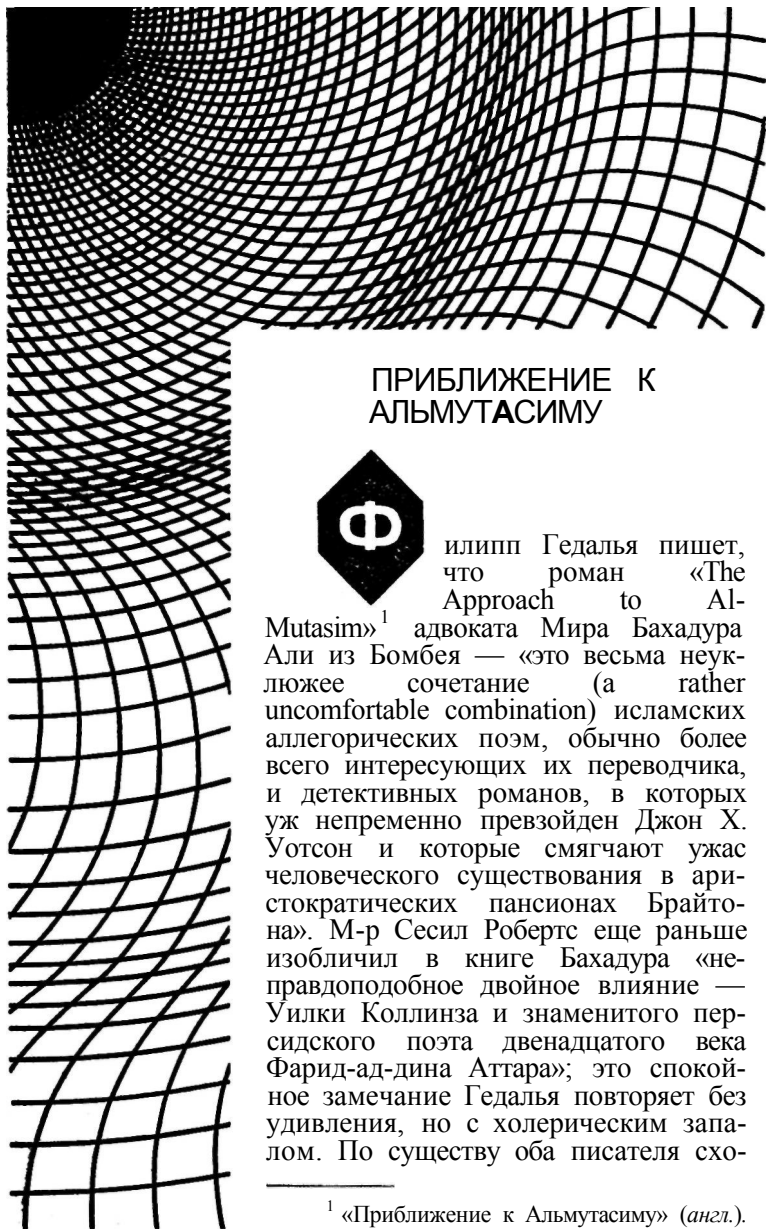 ПРИБЛИЖЕНИЕ К
АЛЬМУТАСИМУ
Филипп Гедалья пишет,
что роман «The
Approach to Al-
Mutasim»¹ адвоката Мира Бахадура
Али из Бомбея — «это весьма неук-
люжее сочетание (a rather
uncomfortable combination) исламских
аллегорических поэм, обычно более
всего интересующих их переводчика,
и детективных романов, в которых
уж непременно превзойден Джон Х.
Уотсон и которые смягчают ужас
человеческого существования в ари-
стократических пансионах Брайто-
на». М-р Сесил Робертс еще раньше
изобличил в книге Бахадура «не-
правдоподобное двойное влияние —
Уилки Коллинза и знаменитого пер-
сидского поэта двенадцатого века
Фарид-ад-дина Аттара»; это спокой-
ное замечание Гедалья повторяет без
удивления, но с холерическим запа-
лом. По существу оба писателя схо-
¹ «Приближение к Альмутасиму» (англ.).